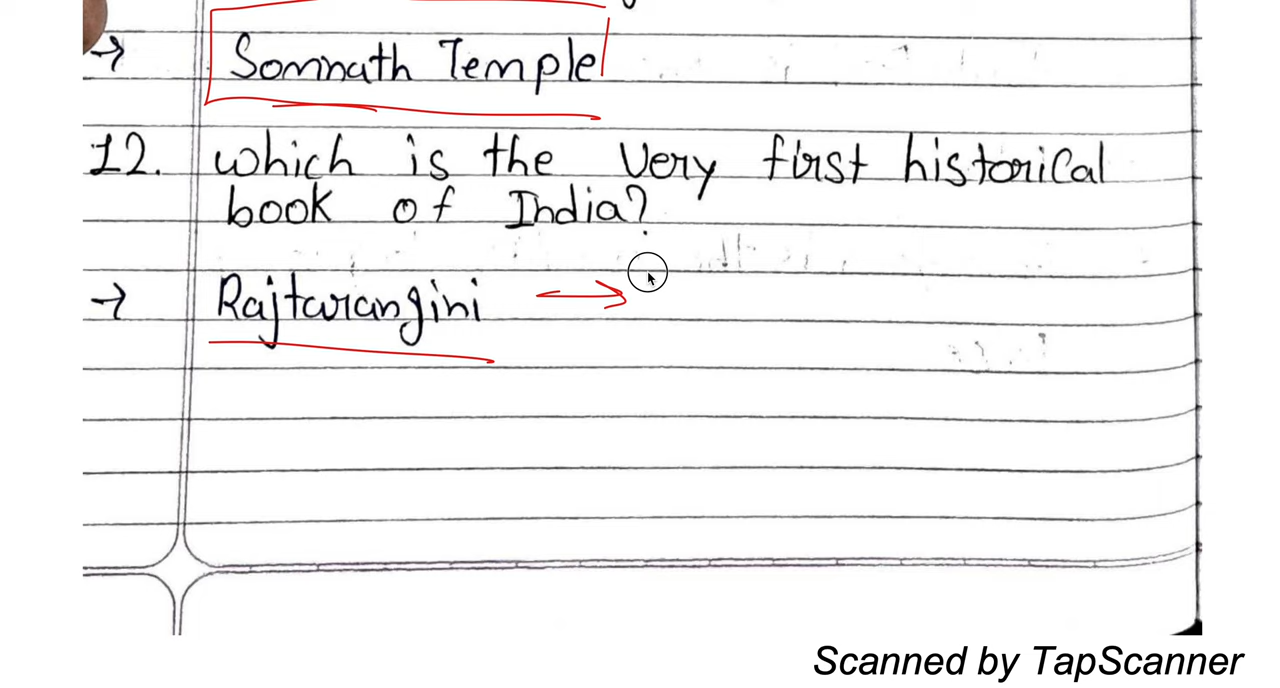 → Somnath Temple
12. which is the very first historical
book of India?
→ Rajtarangini →
Scanned by TapScanner